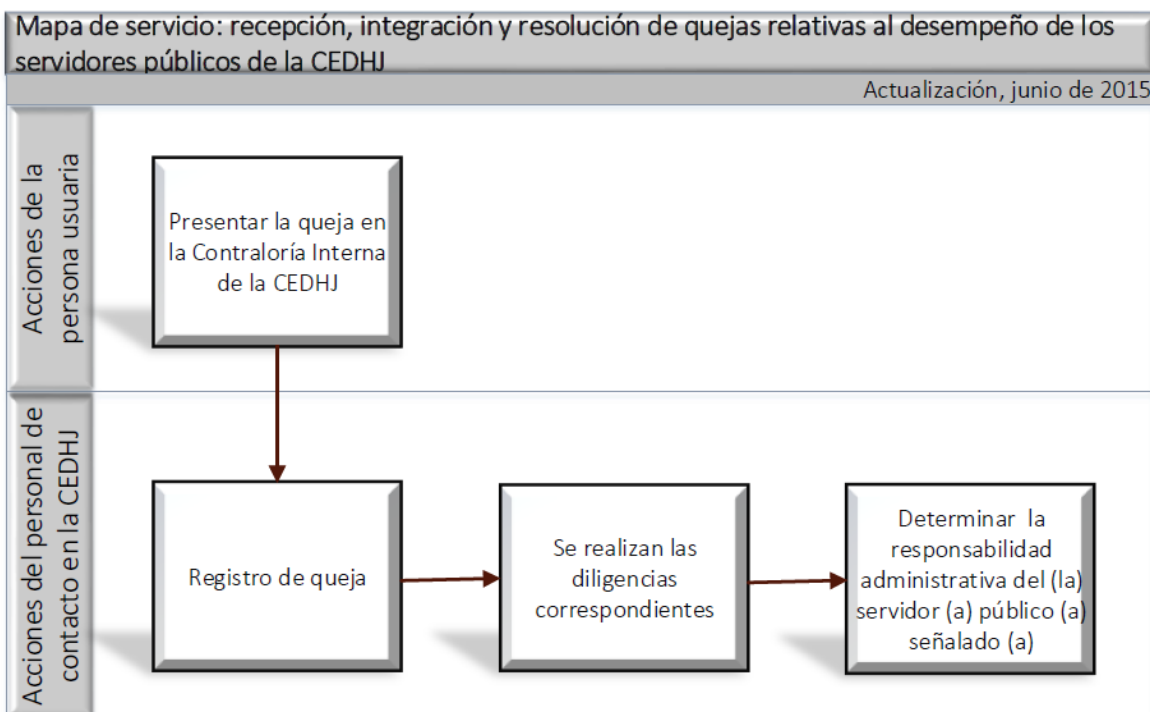 Mapa de servicio: recepción, integración y resolución de quejas relativas al desempeño de los
servidores públicos de la CEDHJ
Actualización, junio de 2015
Acciones de la
persona usuaria
Presentar la queja en
la Contraloría Interna
de la CEDHJ
Acciones del personal de
contacto en la CEDHJ
Registro de queja
Se realizan las
diligencias
correspondientes
Determinar la
responsabilidad
administrativa del (la)
servidor (a) público (a)
señalado (a)